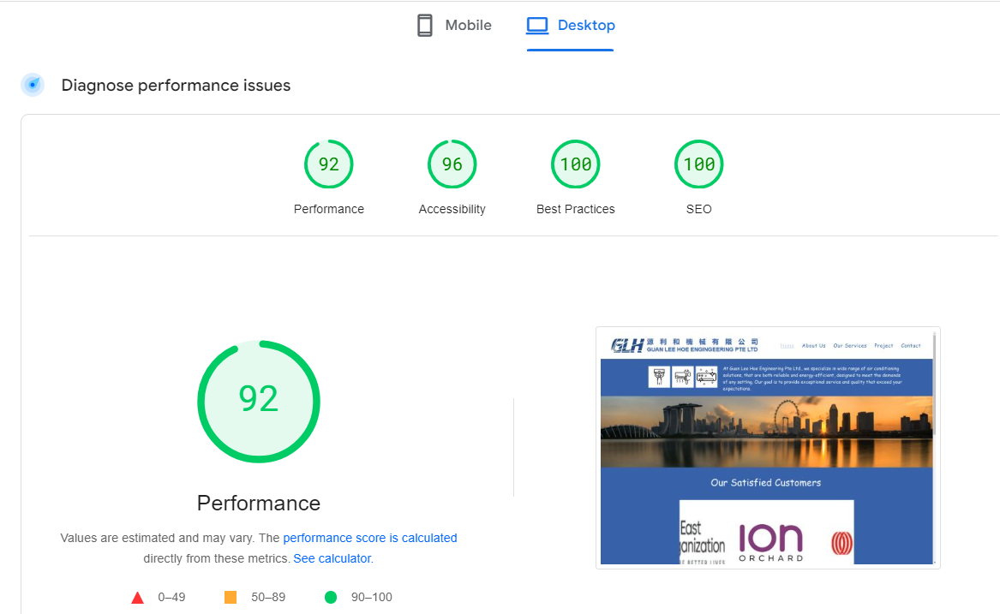 Mobile
Desktop
Diagnose performance issues
92
96
100
100
Performance
Accessibility
Best Practices
SEO
92
Performance
Values are estimated and may vary. The performance score is calculated
directly from these metrics. See calculator.
0–49
50–89
90–100
GLH
源利和機械有限公司
GUAN LEE HOE ENGINGEERING PTE LTD
Home
About Us
Our Services
Project
Contact
At Guan Lee Hoe Engineering Pte Ltd, we specialize in wide range of air conditioning
solutions, that are both reliable and energy-efficient, designed to meet the demands
of any setting. Our goal is to provide exceptional service and quality that exceed your
expectations.
Our Satisfied Customers
East
ganization
E BETTER LIVES
ion
ORCHARD